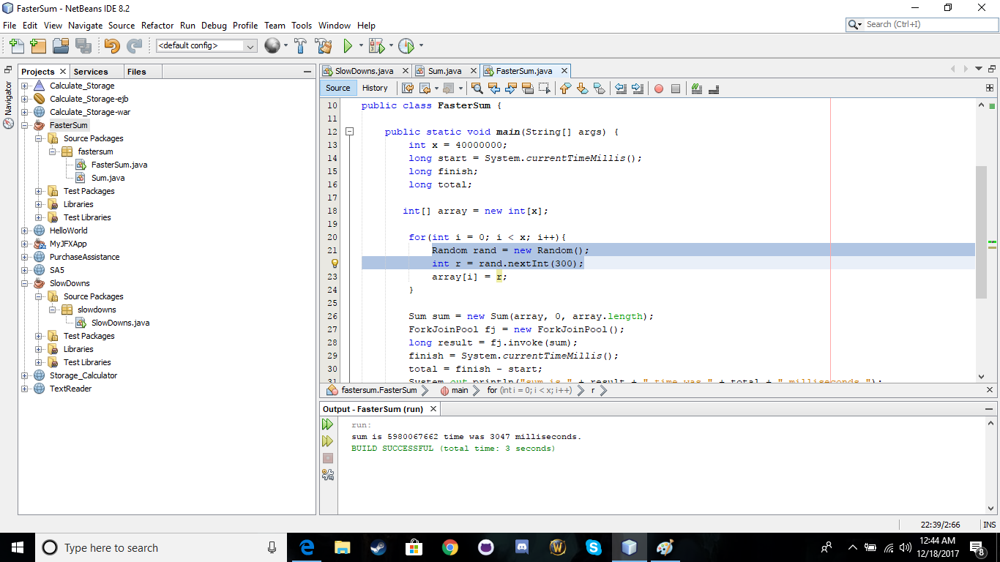 FasterSum - NetBeans IDE 8.2
File Edit View Navigate Source Refactor Run Debug Profile Team Tools Window Help
Search (Ctrl+I)
<default config>
Navigator
Projects Services Files
Calculate_Storage
Calculate_Storage-ejb
Calculate_Storage-war
FasterSum
Source Packages
fastersum
FasterSum.java
Sum.java
Test Packages
Libraries
Test Libraries
HelloWorld
MyJFXApp
PurchaseAssistance
SA5
SlowDowns
Source Packages
slowdowns
SlowDowns.java
Test Packages
Libraries
Test Libraries
Storage_Calculator
TextReader
SlowDowns.java Sum.java FasterSum.java
Source History
10 public class FasterSum {
11
12 public static void main(String[] args) {
13 int x = 40000000;
14 long start = System.currentTimeMillis();
15 long finish;
16 long total;
17
18 int[] array = new int[x];
19
20 for(int i = 0; i < x; i++){
21 Random rand = new Random();
int r = rand.nextInt(300);
23 array[i] = r;
24 }
25
26 Sum sum = new Sum(array, 0, array.length);
27 ForkJoinPool fj = new ForkJoinPool();
28 long result = fj.invoke(sum);
29 finish = System.currentTimeMillis();
30 total = finish - start;
31 System.out.println("sum is " + result + " time was " + total + " milliseconds.");
fastersum.FasterSum main for (int i = 0; i < x; i++) r
Output - FasterSum (run)
run:
sum is 5980067662 time was 3047 milliseconds.
BUILD SUCCESSFUL (total time: 3 seconds)
22:39/2:66 INS
Type here to search
12:44 AM
12/18/2017
8